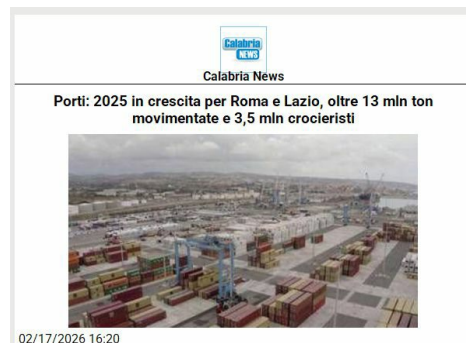 Calabria
NEWS
Calabria News
Porti: 2025 in crescita per Roma e Lazio, oltre 13 mln ton
movimentate e 3,5 mln crocieristi
02/17/2026 16:20